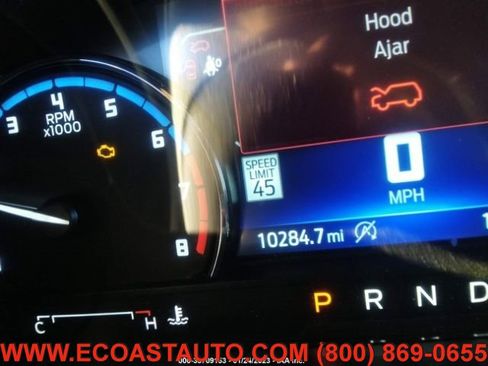 Hood
Ajar
3 4 5 6 7 8
RPM
x1000
SPEED
LIMIT
45
0
MPH
10284.7 mi
P R N D
C H
WWW.ECOASTAUTO.COM (800) 869-0655